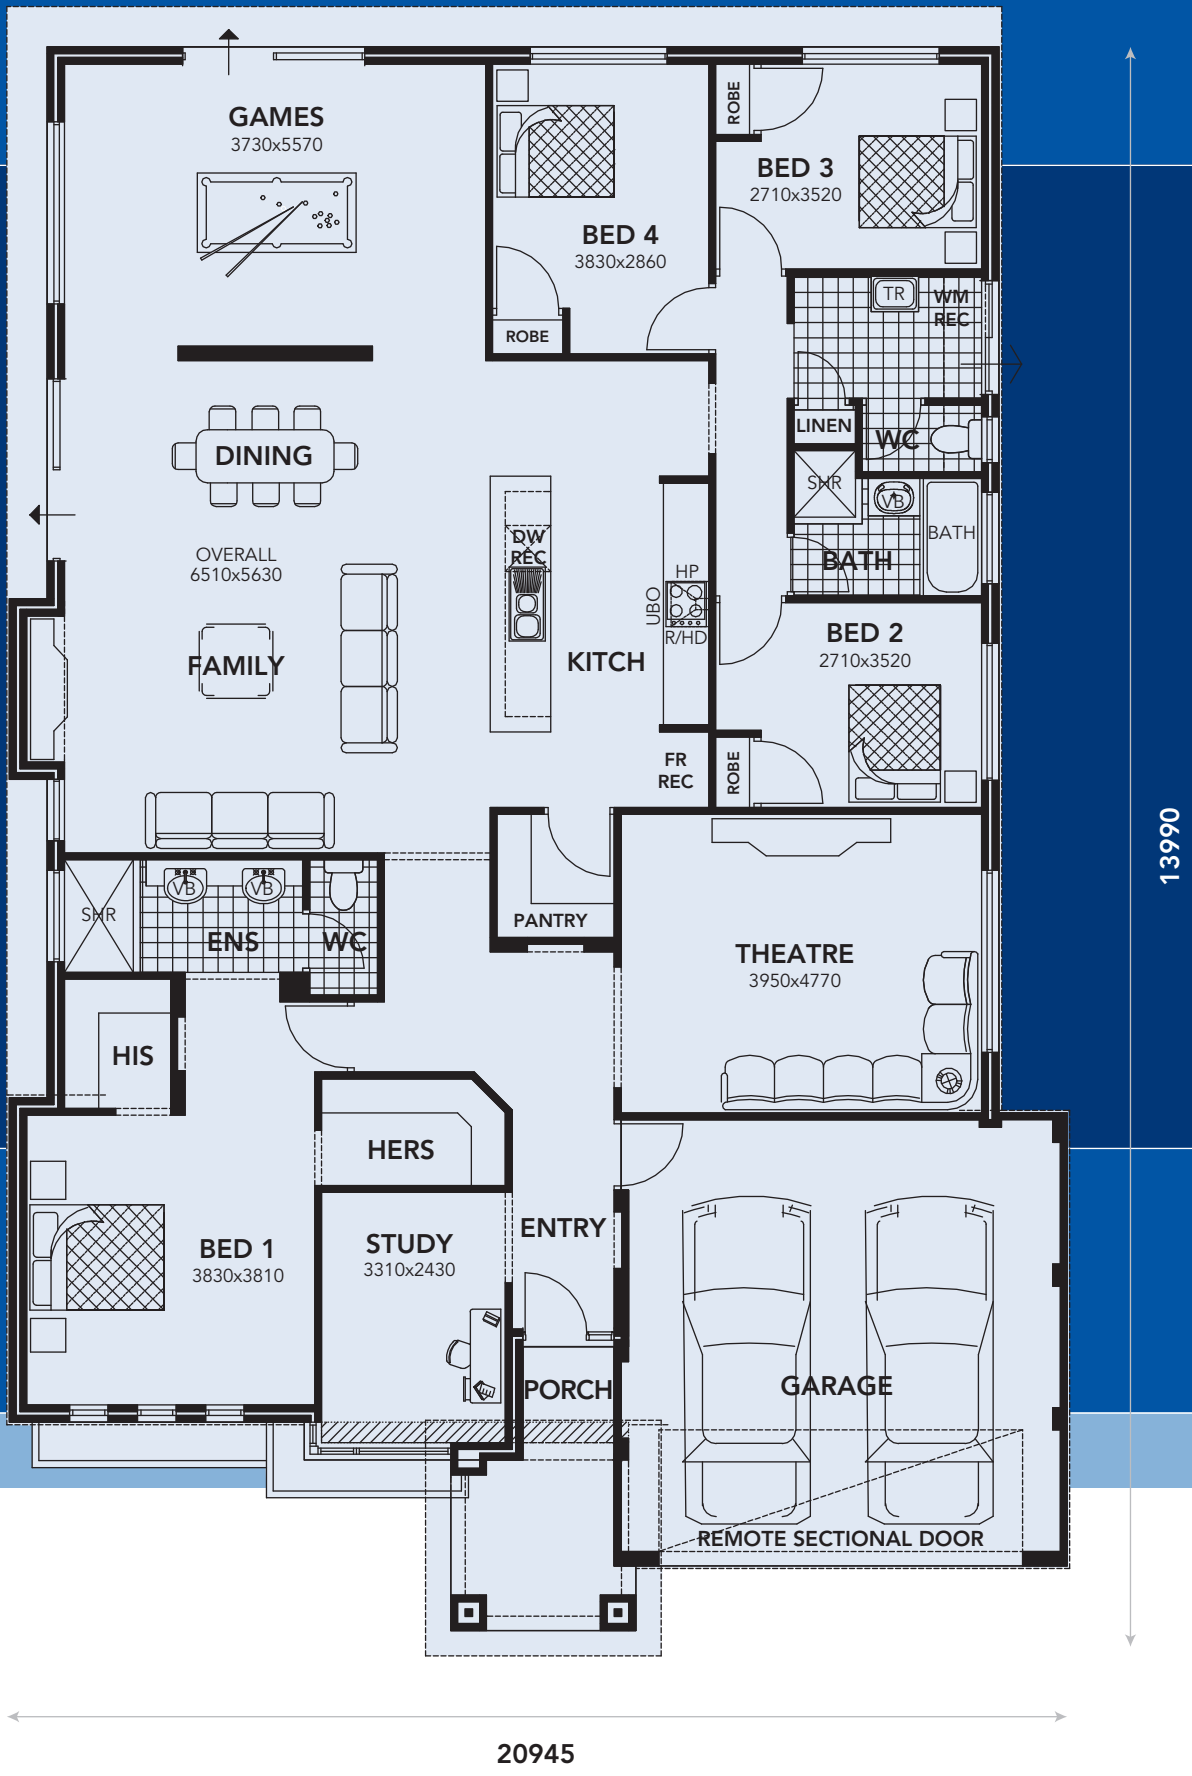 GAMES
3730x5570
ROBE
BED 3
2710x3520
BED 4
3830x2860
ROBE
TR
WM
REC
LINEN
WC
DINING
SHR
VB
BATH
BATH
DW
REC
OVERALL
6510x5630
HP
UBO
R/HD
FAMILY
KITCH
BED 2
2710x3520
FR
REC
ROBE
13990
SHR
VB
VB
ENS
WC
PANTRY
THEATRE
3950x4770
HIS
HERS
ENTRY
BED 1
3830x3810
STUDY
3310x2430
PORCH
GARAGE
REMOTE SECTIONAL DOOR
20945